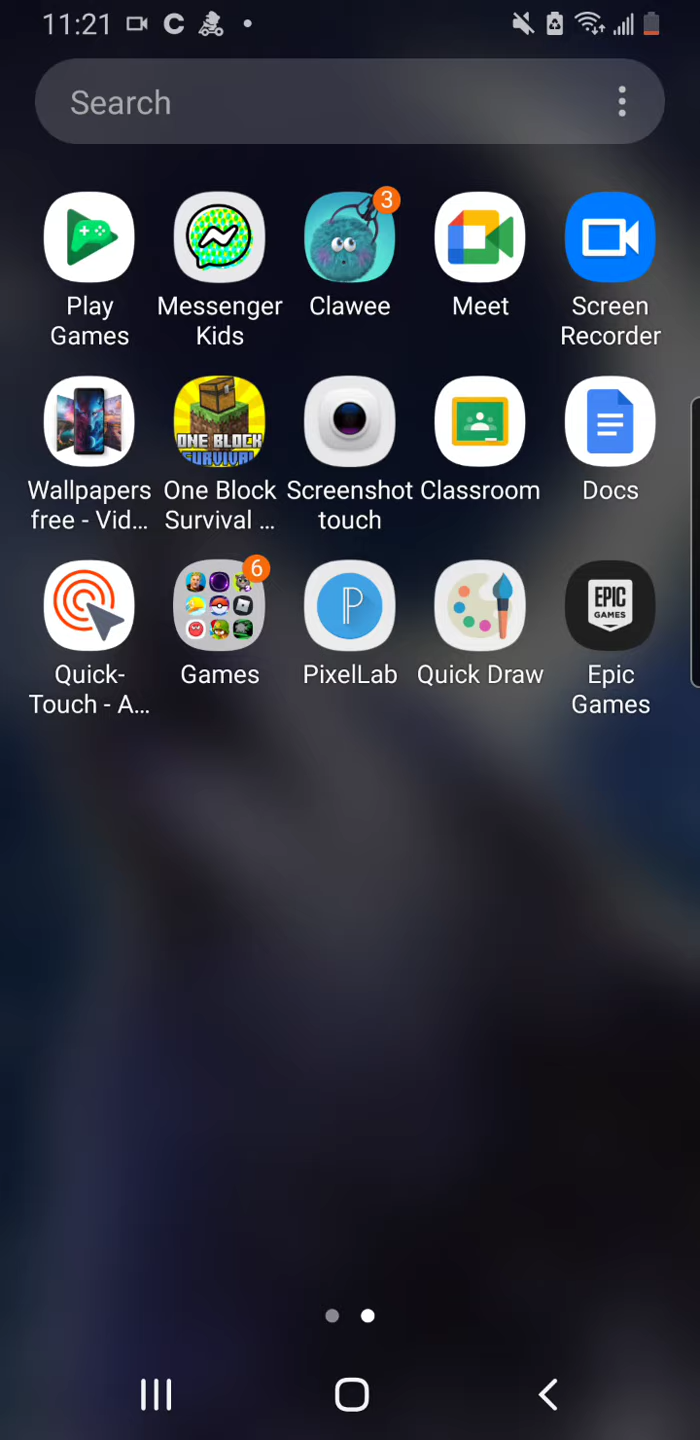 11:21
Search
3
Play Games
Messenger Kids
Clawee
Meet
Screen Recorder
ONE BLOCK
SURVIVAL
Wallpapers free - Vid...
One Block Survival ...
Screenshot touch
Classroom
Docs
6
EPIC
GAMES
Quick-Touch - A...
Games
PixelLab
Quick Draw
Epic Games